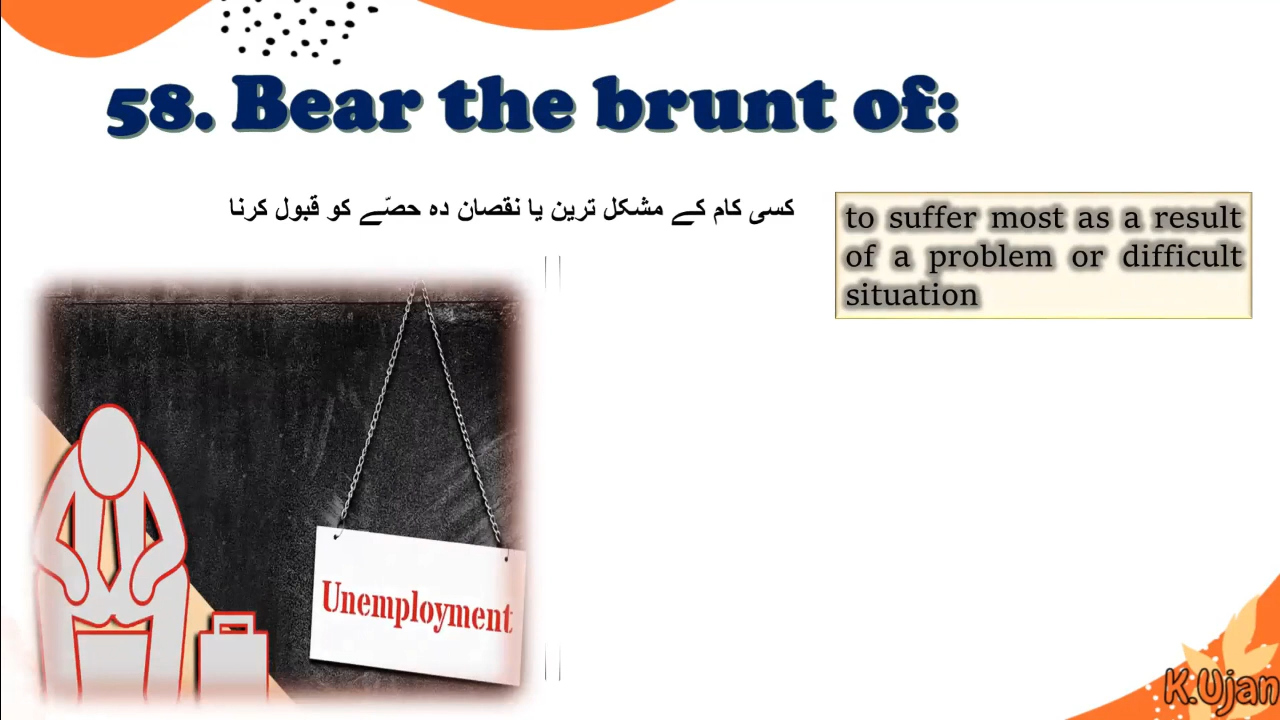 58. Bear the brunt of:
کسی کام کے مشکل ترین یا نقصان دہ حصّے کو قبول کرنا
to suffer most as a result
of a problem or difficult
situation
Unemployment
K.Ujan